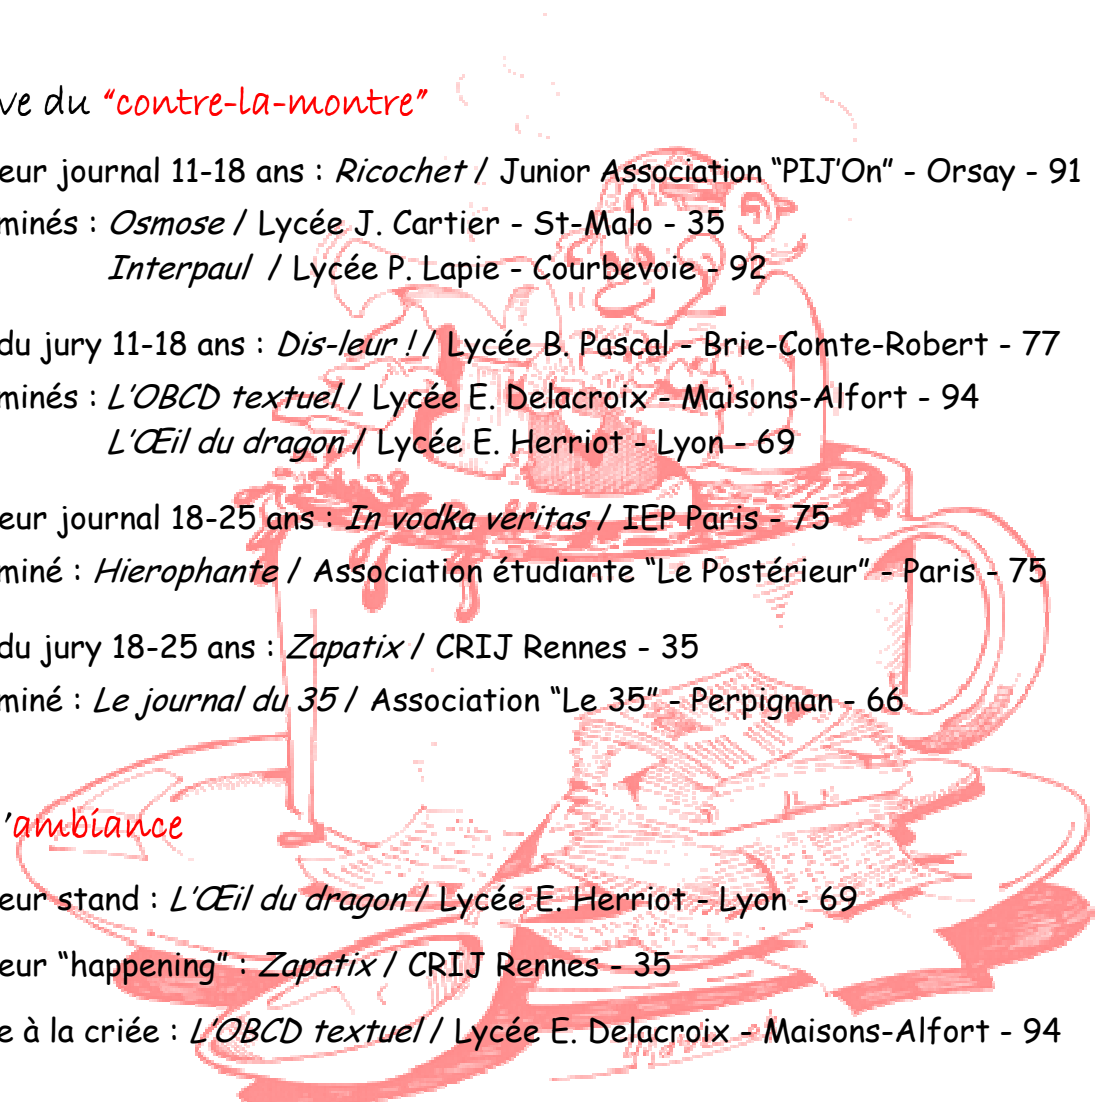 ve du “contre-la-montre”
eur journal 11-18 ans : Ricochet / Junior Association “PIJ’On” - Orsay - 91
minés : Osmose / Lycée J. Cartier - St-Malo - 35
Interpaul / Lycée P. Lapie - Courbevoie - 92
du jury 11-18 ans : Dis-leur ! / Lycée B. Pascal - Brie-Comte-Robert - 77
minés : L’OBCD textuel / Lycée E. Delacroix - Maisons-Alfort - 94
L’Œil du dragon / Lycée E. Herriot - Lyon - 69
eur journal 18-25 ans : In vodka veritas / IEP Paris - 75
miné : Hierophante / Association étudiante “Le Postérieur” - Paris - 75
du jury 18-25 ans : Zapatix / CRIJ Rennes - 35
miné : Le journal du 35 / Association “Le 35” - Perpignan - 66
’ambiance
eur stand : L’Œil du dragon / Lycée E. Herriot - Lyon - 69
eur “happening” : Zapatix / CRIJ Rennes - 35
e à la criée : L’OBCD textuel / Lycée E. Delacroix - Maisons-Alfort - 94